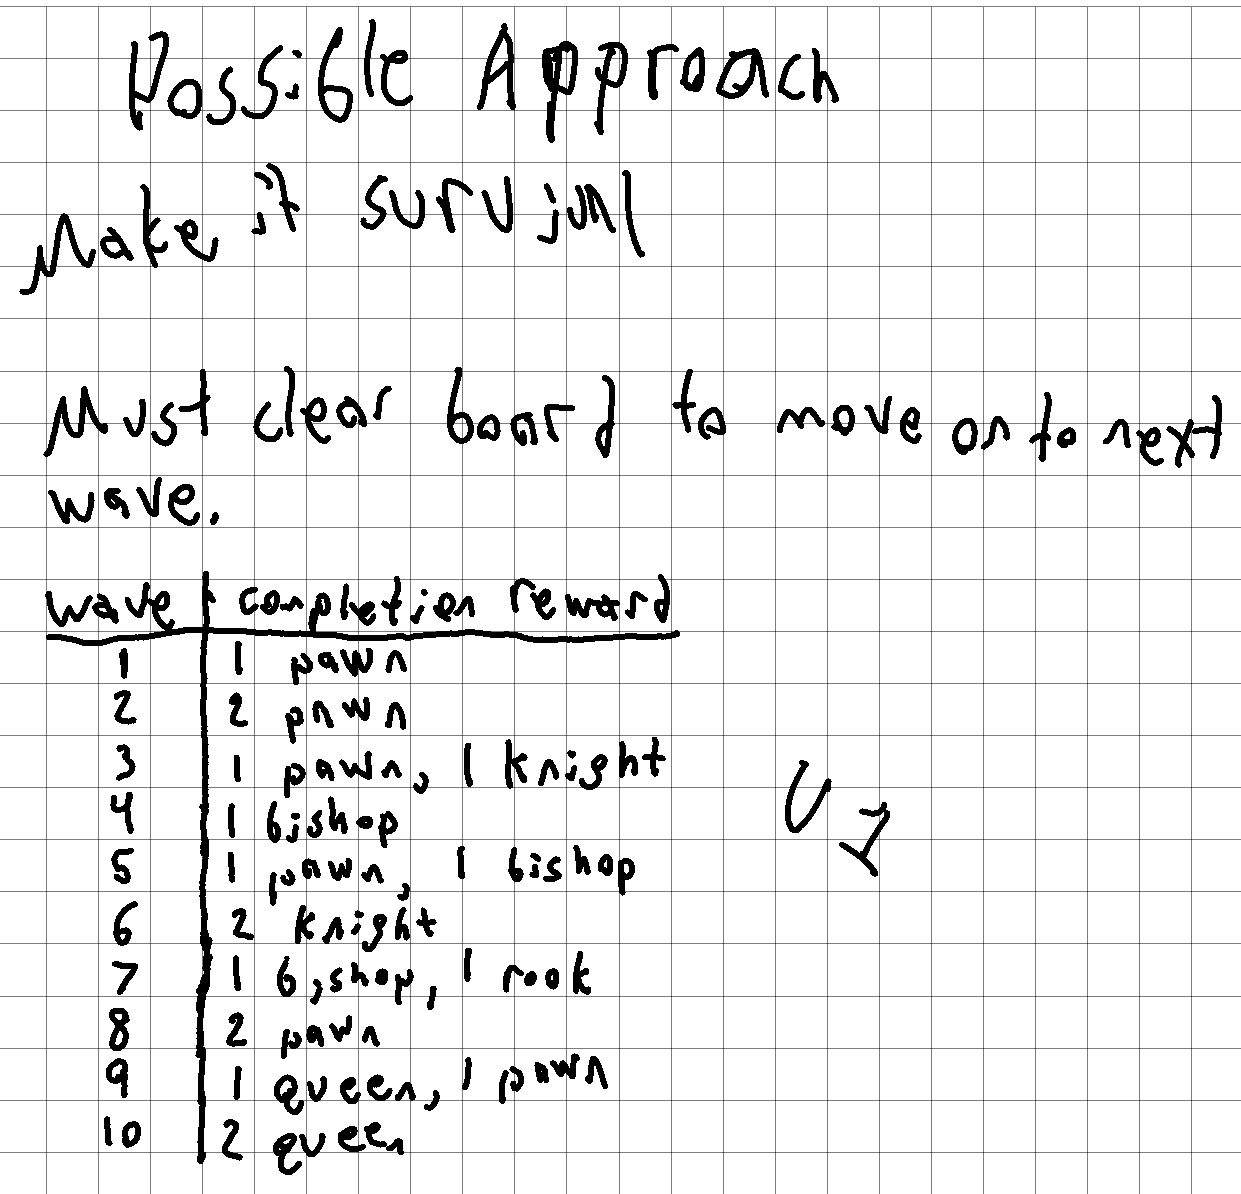 Possible Approach
Make it survival
Must clear board to move on to next
wave.
wave completion reward
1 1 pawn
2 2 pawn
3 1 pawn, 1 knight
4 1 bishop
5 1 pawn, 1 bishop
6 2 knight
7 1 bishop, 1 rook
8 2 pawn
9 1 queen, 1 pawn
10 2 queen